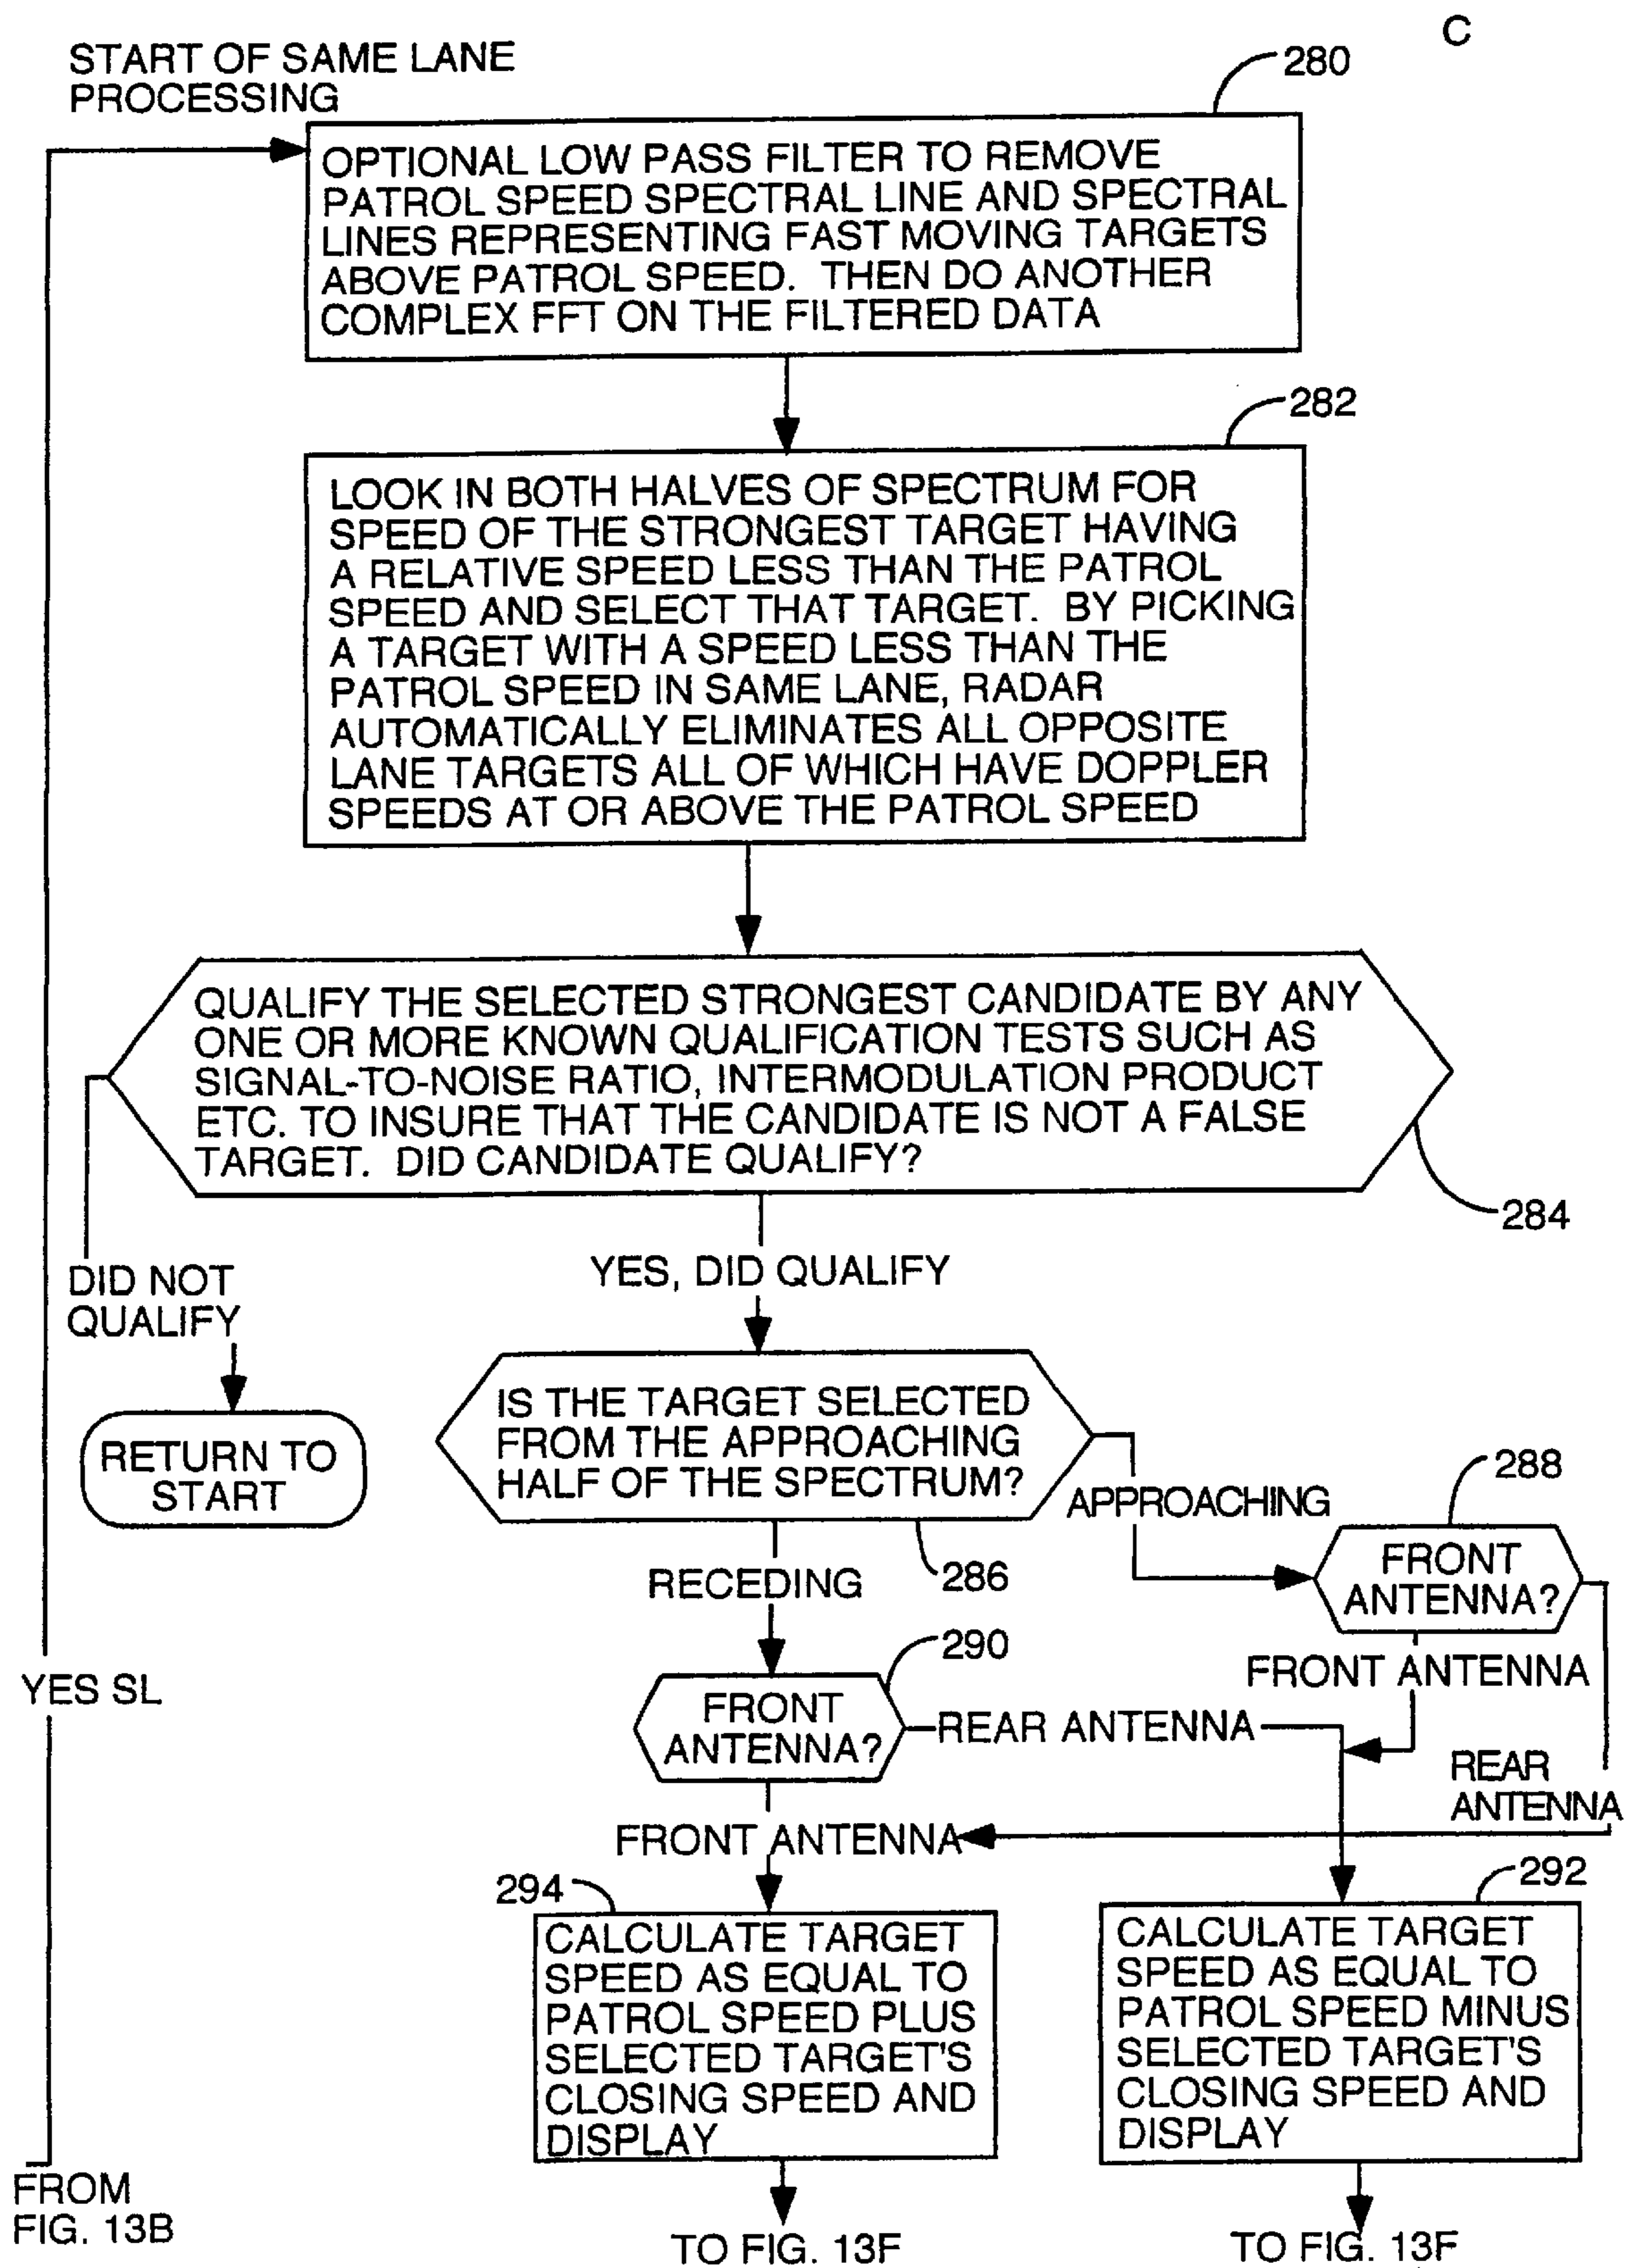 C
START OF SAME LANE
PROCESSING
280
OPTIONAL LOW PASS FILTER TO REMOVE
PATROL SPEED SPECTRAL LINE AND SPECTRAL
LINES REPRESENTING FAST MOVING TARGETS
ABOVE PATROL SPEED. THEN DO ANOTHER
COMPLEX FFT ON THE FILTERED DATA
282
LOOK IN BOTH HALVES OF SPECTRUM FOR
SPEED OF THE STRONGEST TARGET HAVING
A RELATIVE SPEED LESS THAN THE PATROL
SPEED AND SELECT THAT TARGET. BY PICKING
A TARGET WITH A SPEED LESS THAN THE
PATROL SPEED IN SAME LANE, RADAR
AUTOMATICALLY ELIMINATES ALL OPPOSITE
LANE TARGETS ALL OF WHICH HAVE DOPPLER
SPEEDS AT OR ABOVE THE PATROL SPEED
QUALIFY THE SELECTED STRONGEST CANDIDATE BY ANY
ONE OR MORE KNOWN QUALIFICATION TESTS SUCH AS
SIGNAL-TO-NOISE RATIO, INTERMODULATION PRODUCT
ETC. TO INSURE THAT THE CANDIDATE IS NOT A FALSE
TARGET. DID CANDIDATE QUALIFY?
284
DID NOT
QUALIFY
YES, DID QUALIFY
RETURN TO
START
IS THE TARGET SELECTED
FROM THE APPROACHING
HALF OF THE SPECTRUM?
286
APPROACHING
288
FRONT
ANTENNA?
RECEDING
290
FRONT
ANTENNA?
FRONT ANTENNA
REAR ANTENNA
REAR
ANTENNA
YES SL
FRONT ANTENNA
294
CALCULATE TARGET
SPEED AS EQUAL TO
PATROL SPEED PLUS
SELECTED TARGET'S
CLOSING SPEED AND
DISPLAY
292
CALCULATE TARGET
SPEED AS EQUAL TO
PATROL SPEED MINUS
SELECTED TARGET'S
CLOSING SPEED AND
DISPLAY
FROM
FIG. 13B
TO FIG. 13F
TO FIG. 13F